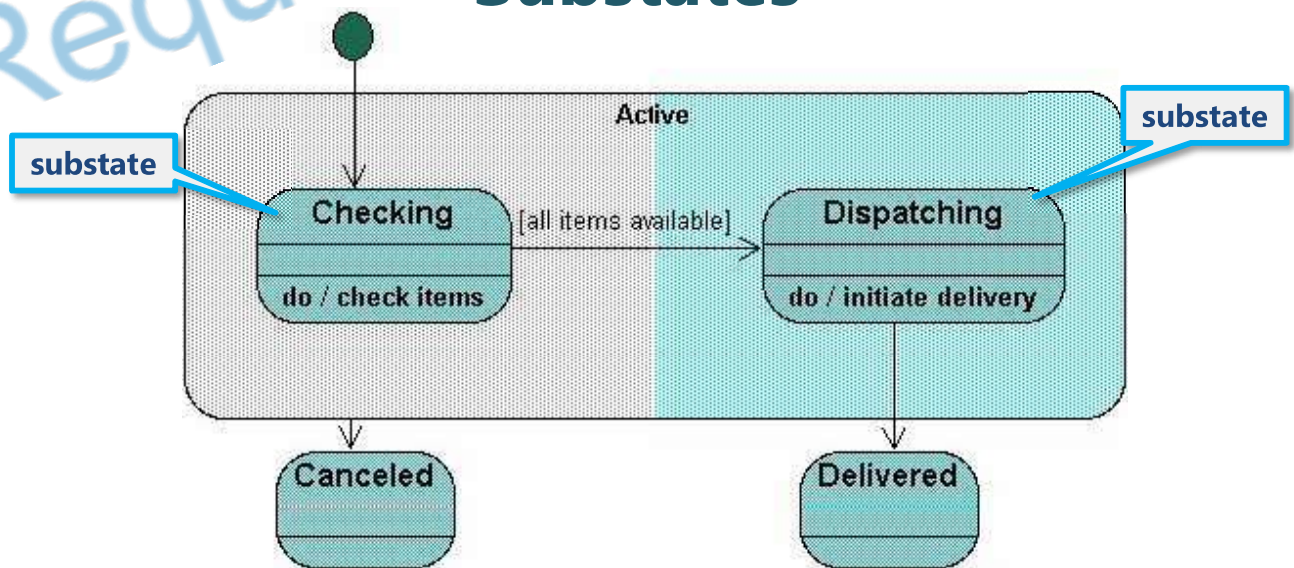 Substates
Active
substate
substate
Checking
[all items available]
Dispatching
do / check items
do / initiate delivery
Canceled
Delivered